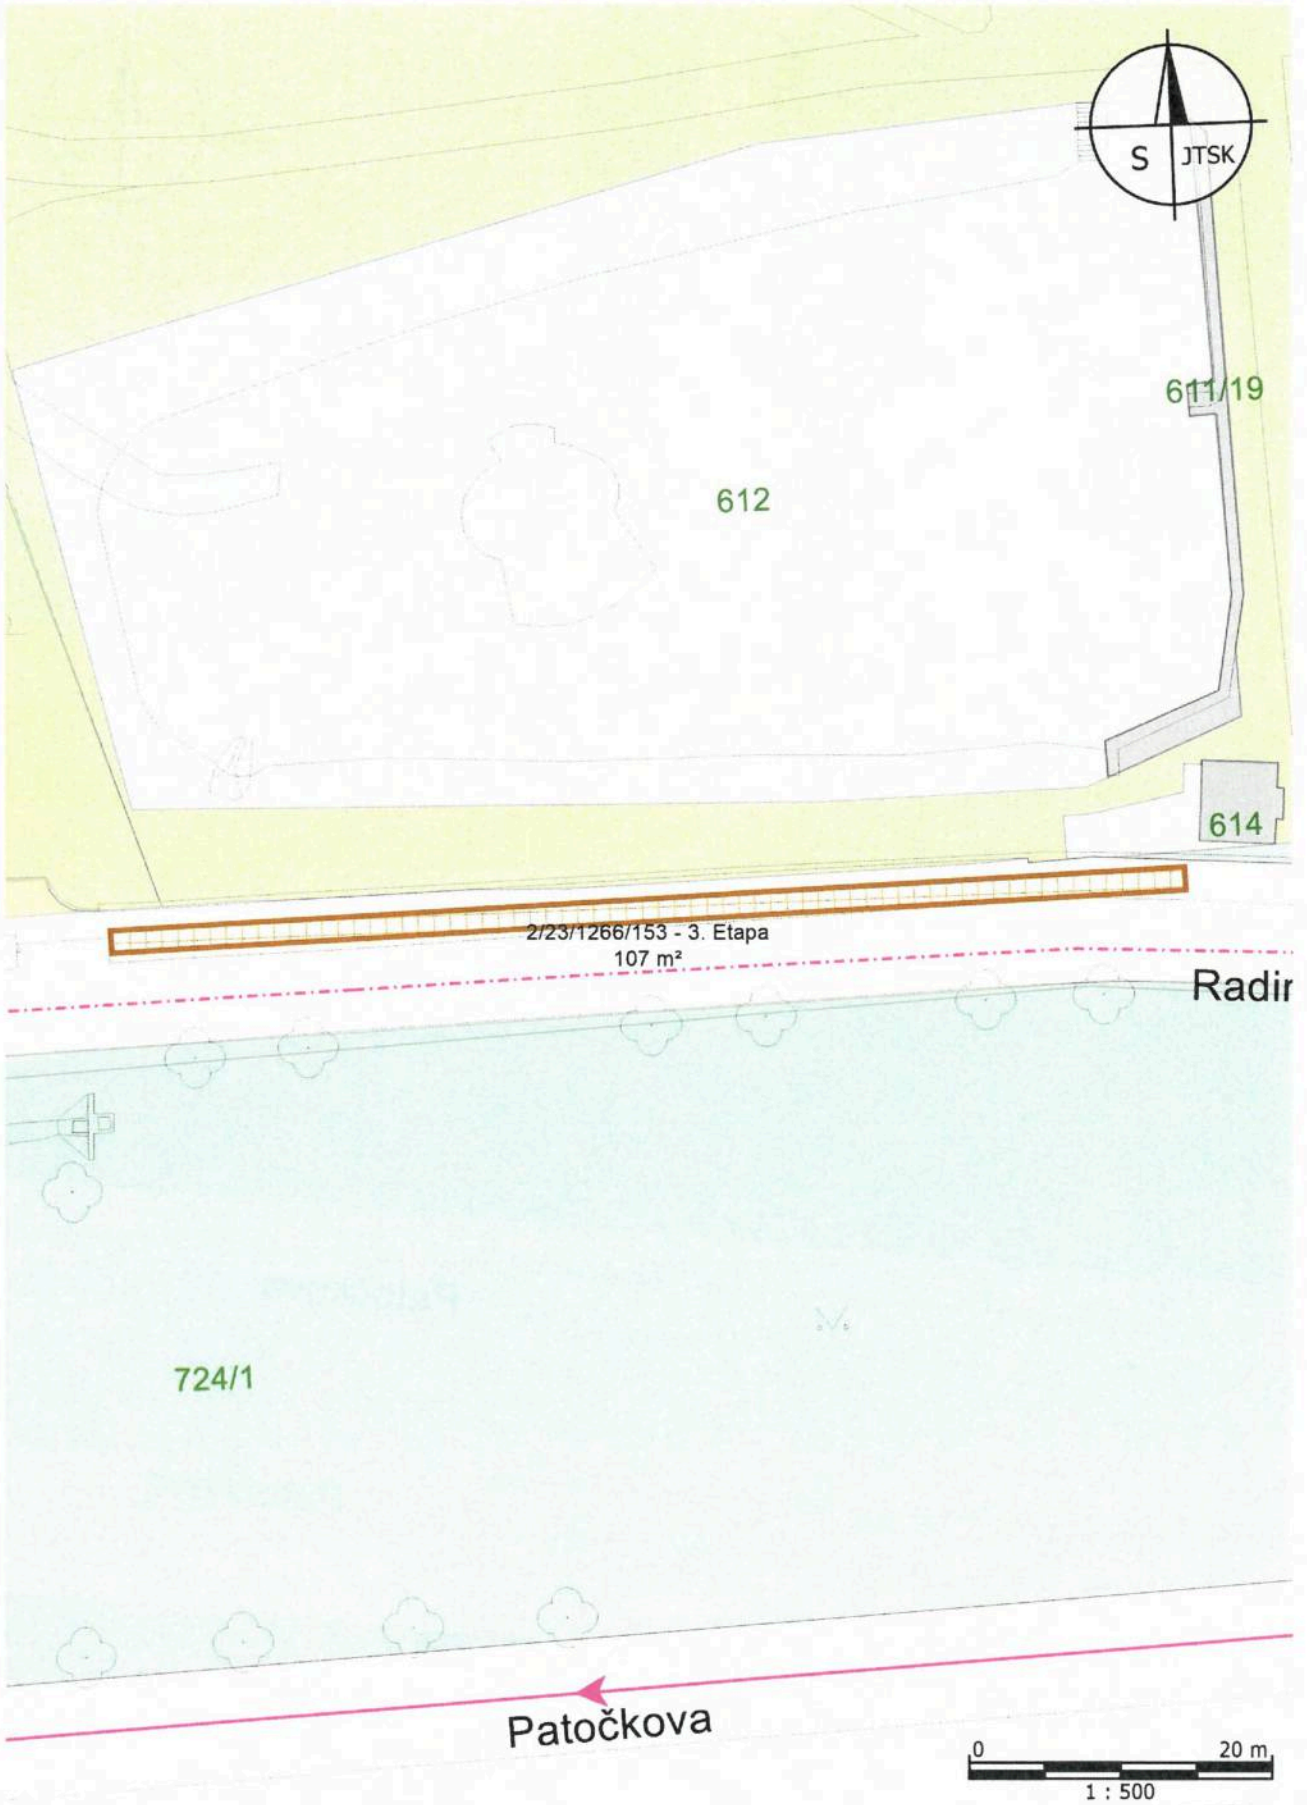 S JTSK
611/19
612
614
2/23/1266/153 - 3. Etapa
107 m²
Radir
724/1
Patočkova
0 20 m
1 : 500